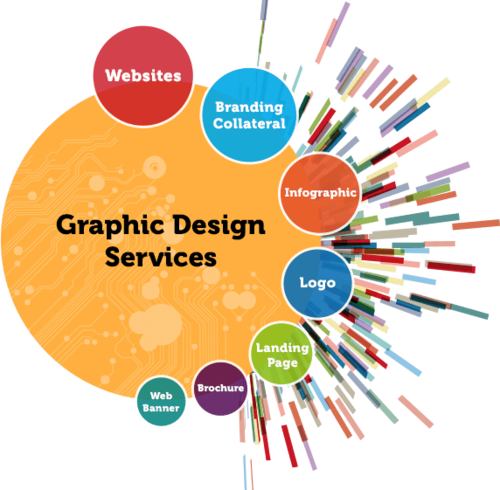 Websites
Branding
Collateral
Infographic
Graphic Design
Services
Logo
Landing
Page
Brochure
Web
Banner